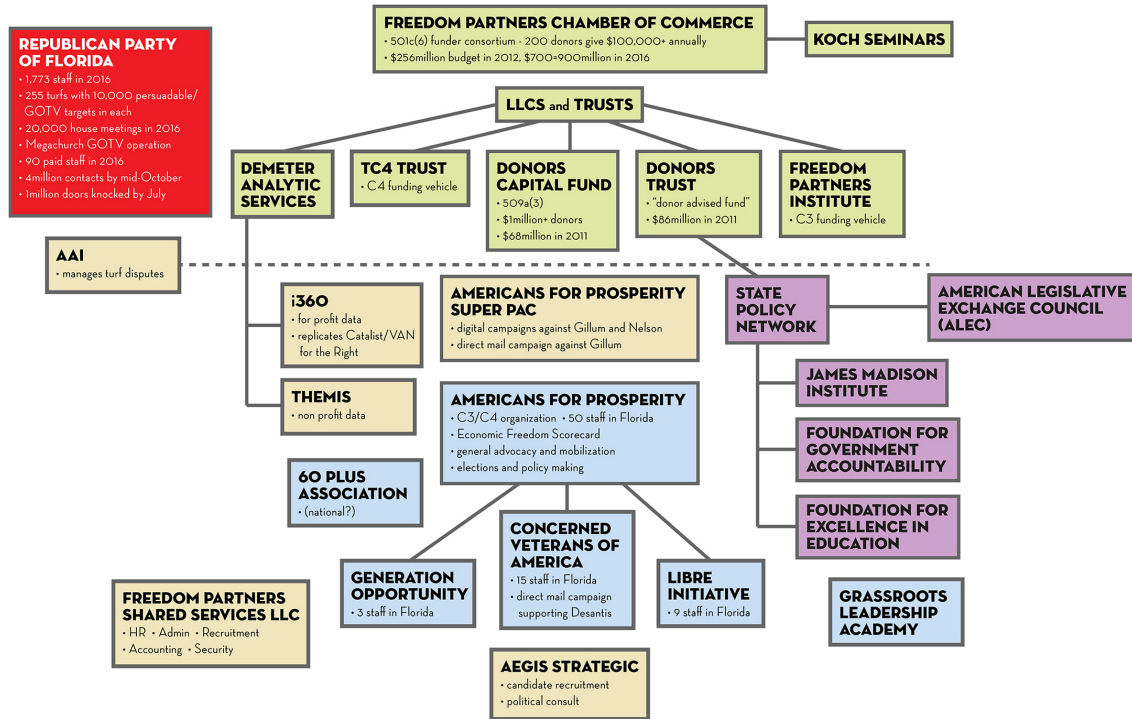 FREEDOM PARTNERS CHAMBER OF COMMERCE
• 501c(6) funder consortium - 200 donors give $100,000+ annually
• $256million budget in 2012, $700=900million in 2016
KOCH SEMINARS
REPUBLICAN PARTY
OF FLORIDA
• 1,773 staff in 2016
• 255 turfs with 10,000 persuadable/
GOTV targets in each
• 20,000 house meetings in 2016
• Megachurch GOTV operation
• 90 paid staff in 2016
• 4million contacts by mid-October
• 1million doors knocked by July
LLCS and TRUSTS
DEMETER
ANALYTIC
SERVICES
TC4 TRUST
• C4 funding vehicle
DONORS
CAPITAL FUND
• 509a(3)
• $1million+ donors
• $68million in 2011
DONORS
TRUST
• "donor advised fund"
• $86million in 2011
FREEDOM
PARTNERS
INSTITUTE
• C3 funding vehicle
AAI
• manages turf disputes
i360
• for profit data
• replicates Catalist/VAN
for the Right
AMERICANS FOR PROSPERITY
SUPER PAC
• digital campaigns against Gillum and Nelson
• direct mail campaign against Gillum
STATE
POLICY
NETWORK
AMERICAN LEGISLATIVE
EXCHANGE COUNCIL
(ALEC)
THEMIS
• non profit data
AMERICANS FOR PROSPERITY
• C3/C4 organization • 50 staff in Florida
• Economic Freedom Scorecard
• general advocacy and mobilization
• elections and policy making
JAMES MADISON
INSTITUTE
FOUNDATION FOR
GOVERNMENT
ACCOUNTABILITY
60 PLUS
ASSOCIATION
• (national?)
FOUNDATION FOR
EXCELLENCE IN
EDUCATION
GENERATION
OPPORTUNITY
• 3 staff in Florida
CONCERNED
VETERANS OF
AMERICA
• 15 staff in Florida
• direct mail campaign
supporting Desantis
LIBRE
INITIATIVE
• 9 staff in Florida
FREEDOM PARTNERS
SHARED SERVICES LLC
• HR • Admin • Recruitment
• Accounting • Security
GRASSROOTS
LEADERSHIP
ACADEMY
AEGIS STRATEGIC
• candidate recruitment
• political consult